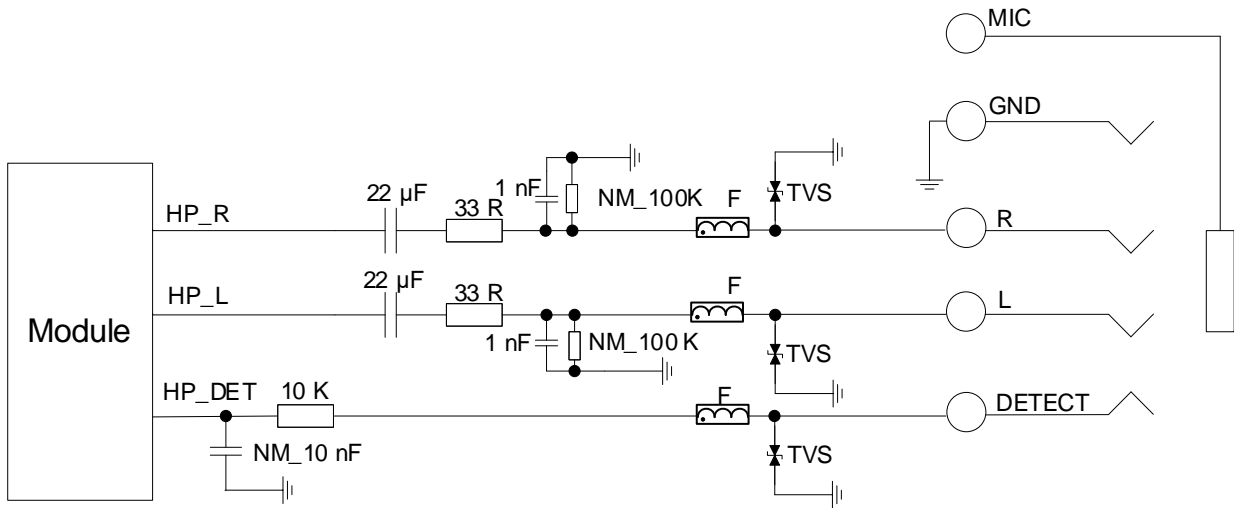 MIC
GND
1 nF
NM_100K
F
TVS
22 µF
33 R
HP_R
R
22 µF
33 R
F
HP_L
L
Module
1 nF
NM_100 K
TVS
HP_DET
10 K
F
DETECT
NM_10 nF
TVS